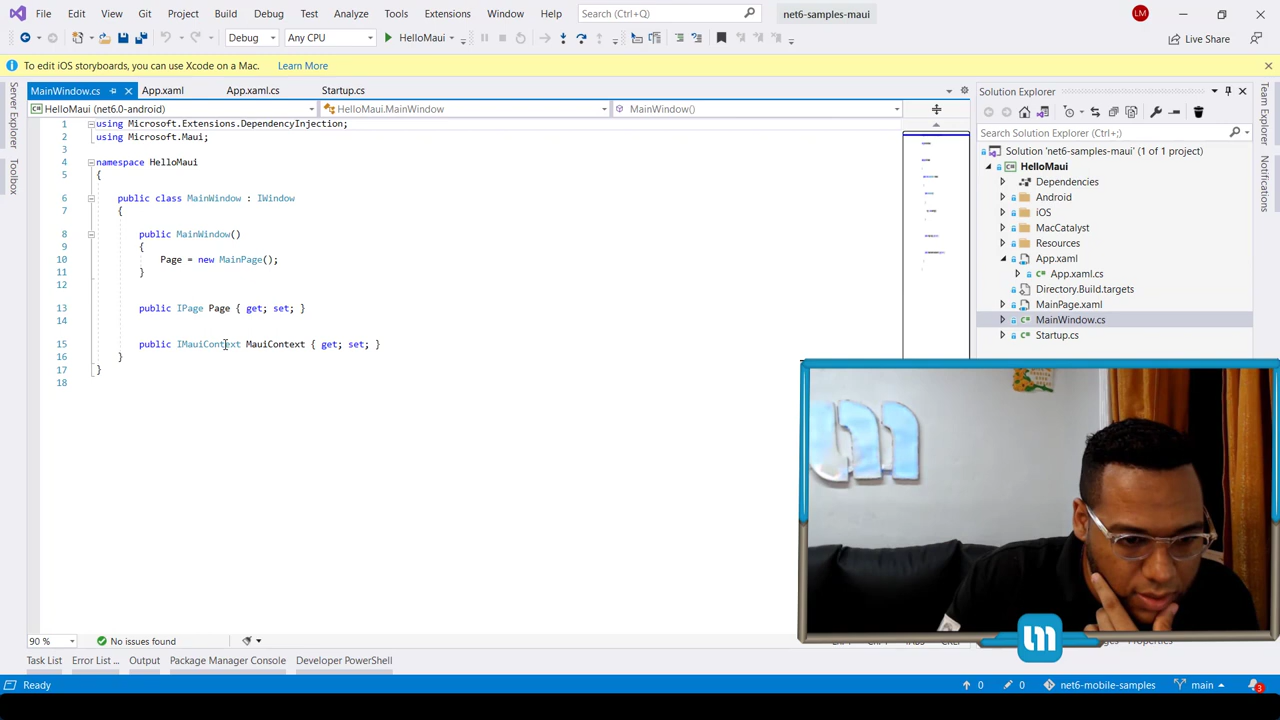 File Edit View Git Project Build Debug Test Analyze Tools Extensions Window Help Search (Ctrl+Q) net6-samples-maui LM
Debug Any CPU HelloMaui Live Share
To edit iOS storyboards, you can use Xcode on a Mac. Learn More
Server Explorer
Toolbox
MainWindow.cs App.xaml App.xaml.cs Startup.cs
HelloMaui (net6.0-android) HelloMaui.MainWindow MainWindow()
1 using Microsoft.Extensions.DependencyInjection;
2 using Microsoft.Maui;
3
4 namespace HelloMaui
5 {
6 public class MainWindow : IWindow
7 {
8 public MainWindow()
9 {
10 Page = new MainPage();
11 }
12
13 public IPage Page { get; set; }
14
15 public IMauiContext MauiContext { get; set; }
16 }
17 }
18
Solution Explorer
Search Solution Explorer (Ctrl+;)
Solution 'net6-samples-maui' (1 of 1 project)
HelloMaui
Dependencies
Android
iOS
MacCatalyst
Resources
App.xaml
App.xaml.cs
Directory.Build.targets
MainPage.xaml
MainWindow.cs
Startup.cs
Team Explorer
Notifications
90 % No issues found
Task List Error List ... Output Package Manager Console Developer PowerShell
Ready 0 0 net6-mobile-samples main 3